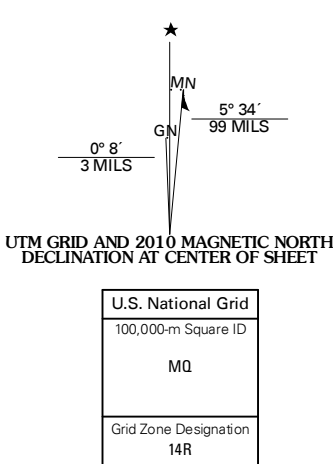 MN
5° 34´
99 MILS
GN
0° 8´
3 MILS
UTM GRID AND 2010 MAGNETIC NORTH
DECLINATION AT CENTER OF SHEET
U.S. National Grid
100,000-m Square ID
MQ
Grid Zone Designation
14R